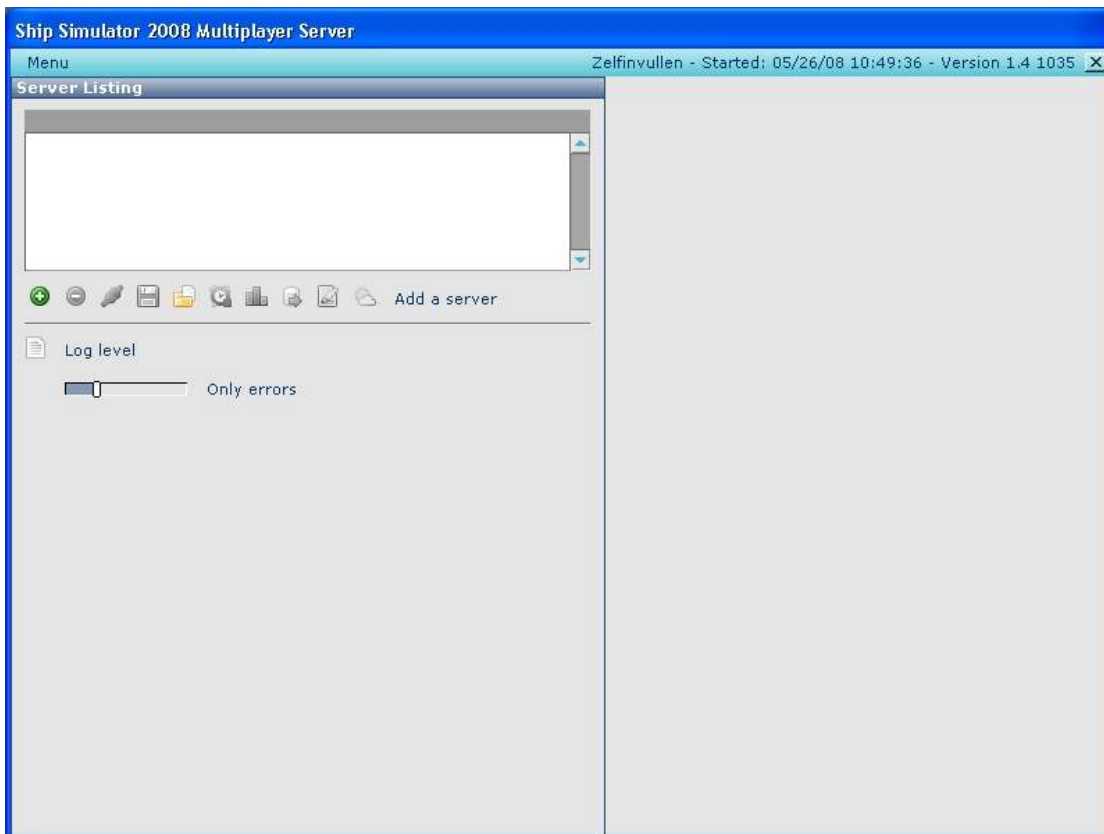 Ship Simulator 2008 Multiplayer Server
Menu
Zelfinvullen - Started: 05/26/08 10:49:36 - Version 1.4 1035 X
Server Listing
Add a server
Log level
Only errors